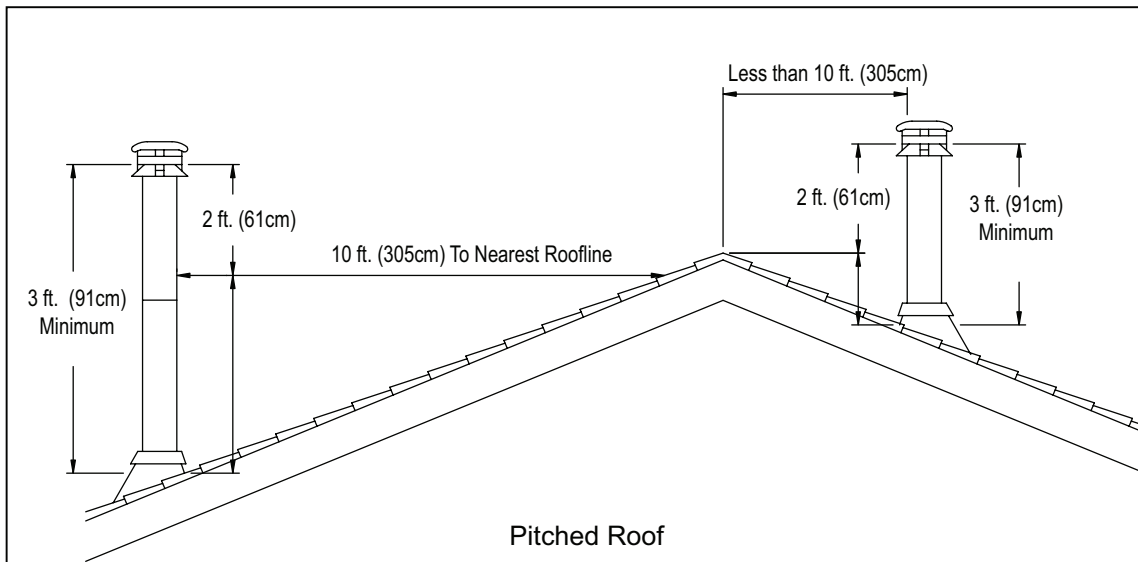 Less than 10 ft. (305cm)
2 ft. (61cm)
2 ft. (61cm)
3 ft. (91cm)
Minimum
10 ft. (305cm) To Nearest Roofline
3 ft. (91cm)
Minimum
Pitched Roof